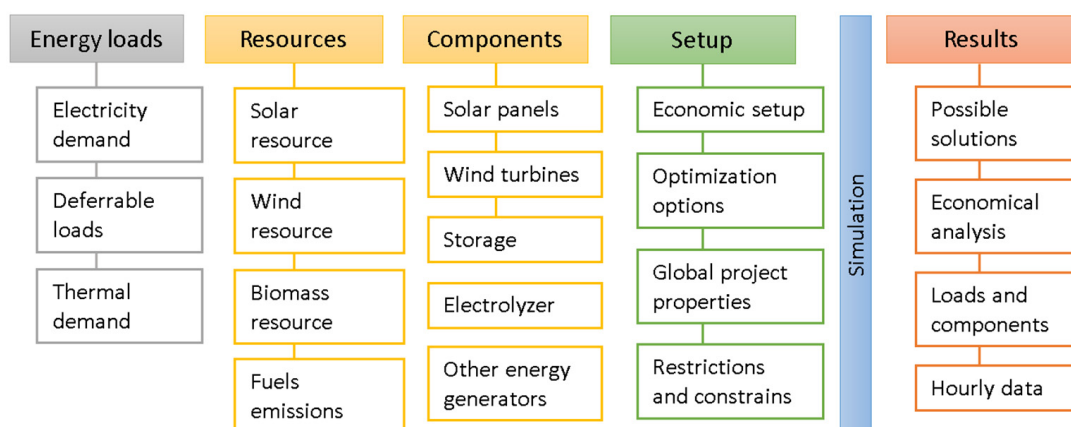 Energy loads
Electricity
demand
Deferrable
loads
Thermal
demand
Resources
Solar
resource
Wind
resource
Biomass
resource
Fuels
emissions
Components
Solar panels
Wind turbines
Storage
Electrolyzer
Other energy
generators
Setup
Economic setup
Optimization
options
Global project
properties
Restrictions
and constrains
Simulation
Results
Possible
solutions
Economical
analysis
Loads and
components
Hourly data